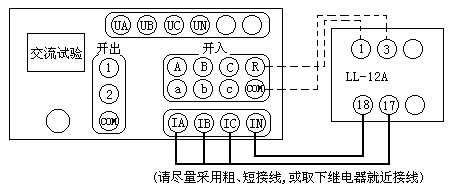 UA UB UC UN
交流试验
开出
开入
1
A B C R
1 3
2
a b c COM
LL-12A
COM
18 17
IA IB IC IN
(请尽量采用粗、短接线,或取下继电器就近接线)